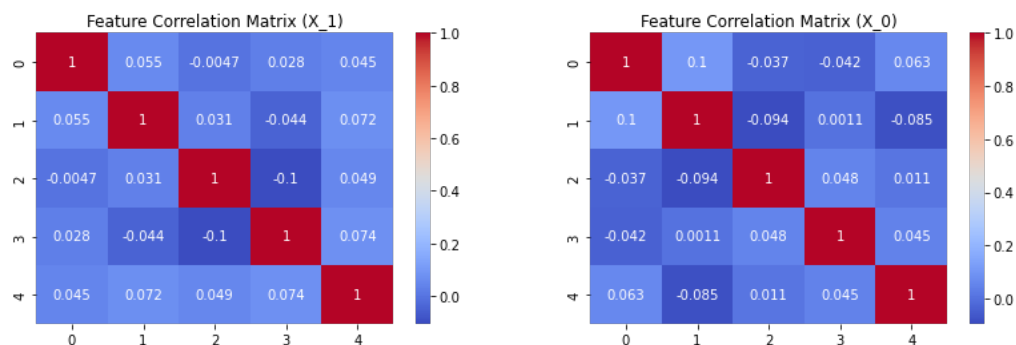 Feature Correlation Matrix (X_1)
0 1 0.055 -0.0047 0.028 0.045
1 0.055 1 0.031 -0.044 0.072
2 -0.0047 0.031 1 -0.1 0.049
3 0.028 -0.044 -0.1 1 0.074
4 0.045 0.072 0.049 0.074 1
0 1 2 3 4
1.0
0.8
0.6
0.4
0.2
0.0
Feature Correlation Matrix (X_0)
0 1 0.1 -0.037 -0.042 0.063
1 0.1 1 -0.094 0.0011 -0.085
2 -0.037 -0.094 1 0.048 0.011
3 -0.042 0.0011 0.048 1 0.045
4 0.063 -0.085 0.011 0.045 1
0 1 2 3 4
1.0
0.8
0.6
0.4
0.2
0.0